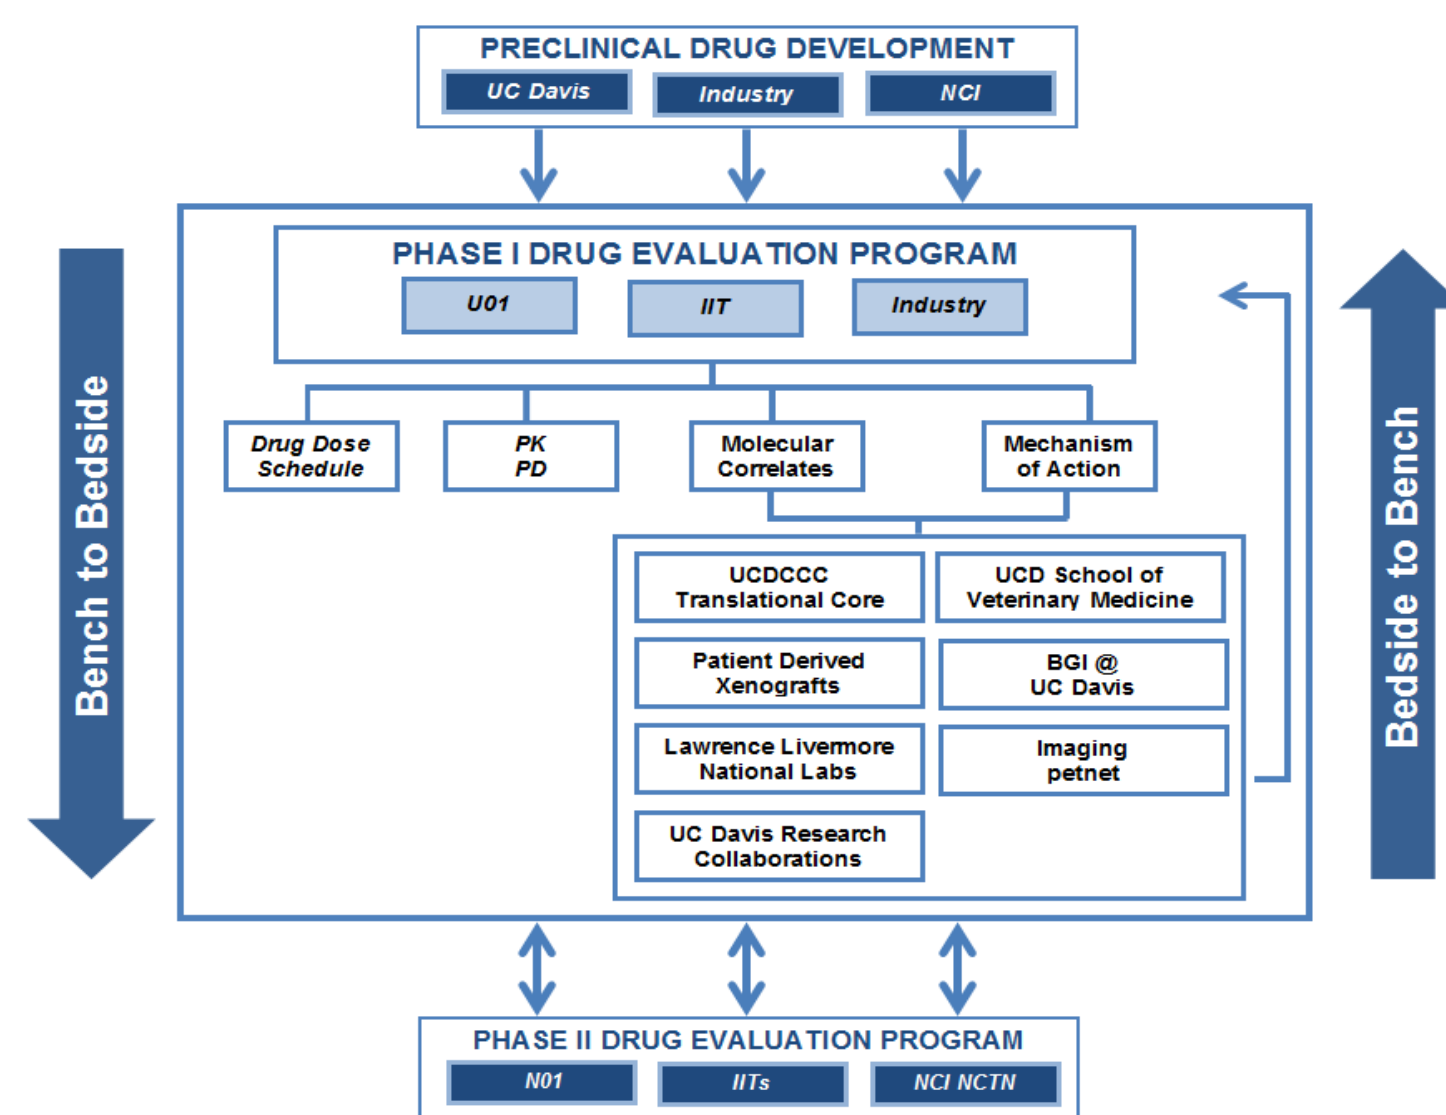 PRECLINICAL DRUG DEVELOPMENT
UC Davis
Industry
NCI
PHASE I DRUG EVALUATION PROGRAM
U01
IIT
Industry
Drug Dose
Schedule
PK
PD
Molecular
Correlates
Mechanism
of Action
UCDCCC
Translational Core
UCD School of
Veterinary Medicine
Patient Derived
Xenografts
BGI @
UC Davis
Lawrence Livermore
National Labs
Imaging
petnet
UC Davis Research
Collaborations
Bench to Bedside
Bedside to Bench
PHASE II DRUG EVALUATION PROGRAM
N01
IITs
NCI NCTN